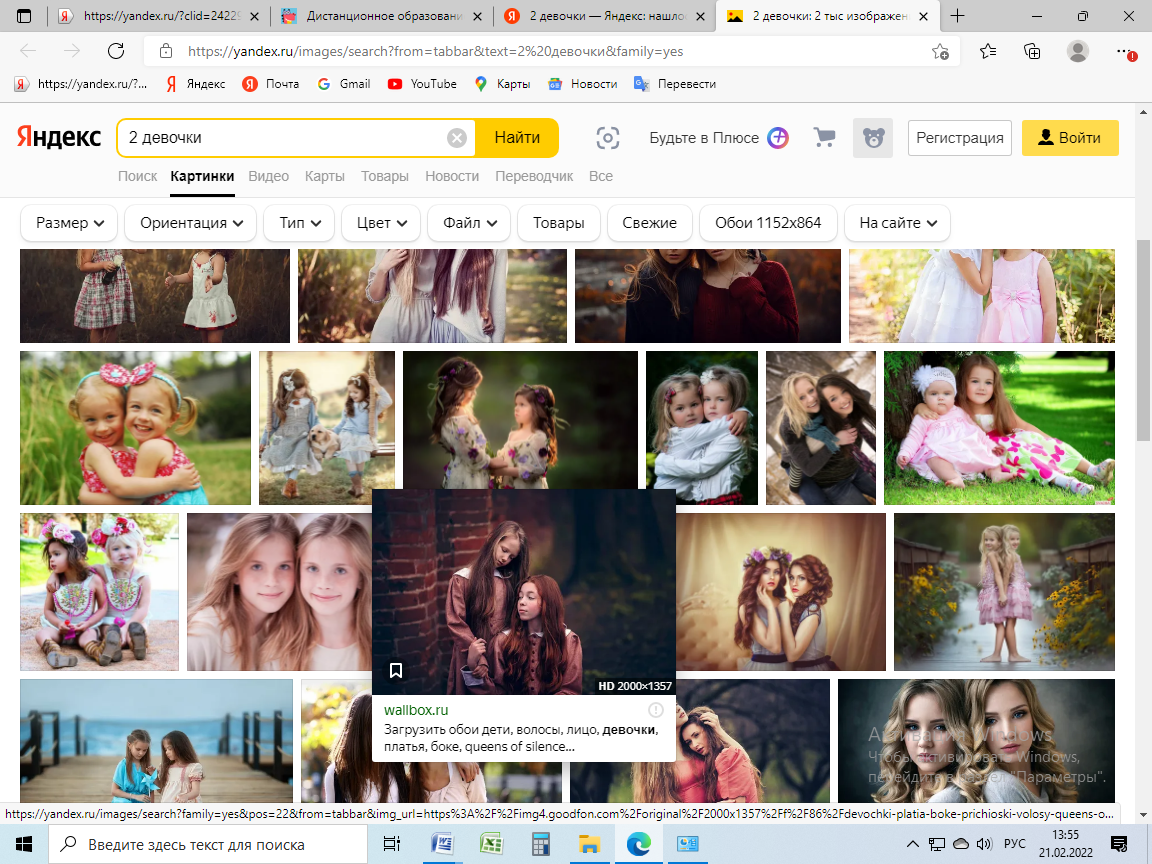 https://yandex.ru/?clid=24225
Дистанционное образовани
2 девочки — Яндекс: нашло
2 девочки: 2 тыс изображен
https://yandex.ru/images/search?from=tabbar&text=2%20девочки&family=yes
https://yandex.ru/?...
Яндекс
Почта
Gmail
YouTube
Карты
Новости
Перевести
Яндекс
2 девочки
Найти
Будьте в Плюсе
Регистрация
Войти
Поиск
Картинки
Видео
Карты
Товары
Новости
Переводчик
Все
Размер
Ориентация
Тип
Цвет
Файл
Товары
Свежие
Обои 1152x864
На сайте
HD 2000×1357
wallbox.ru
Загрузить обои дети, волосы, лицо, девочки,
платья, боке, queens of silence...
Активация Windows
Чтобы активировать Windows,
перейдите в раздел "Параметры".
https://yandex.ru/images/search?family=yes&pos=22&from=tabbar&img_url=https%3A%2F%2Fimg4.goodfon.com%2Foriginal%2F2000x1357%2Ff%2F86%2Fdevochki-platia-boke-prichioski-volosy-queens-o...
Введите здесь текст для поиска
РУС
13:55
21.02.2022